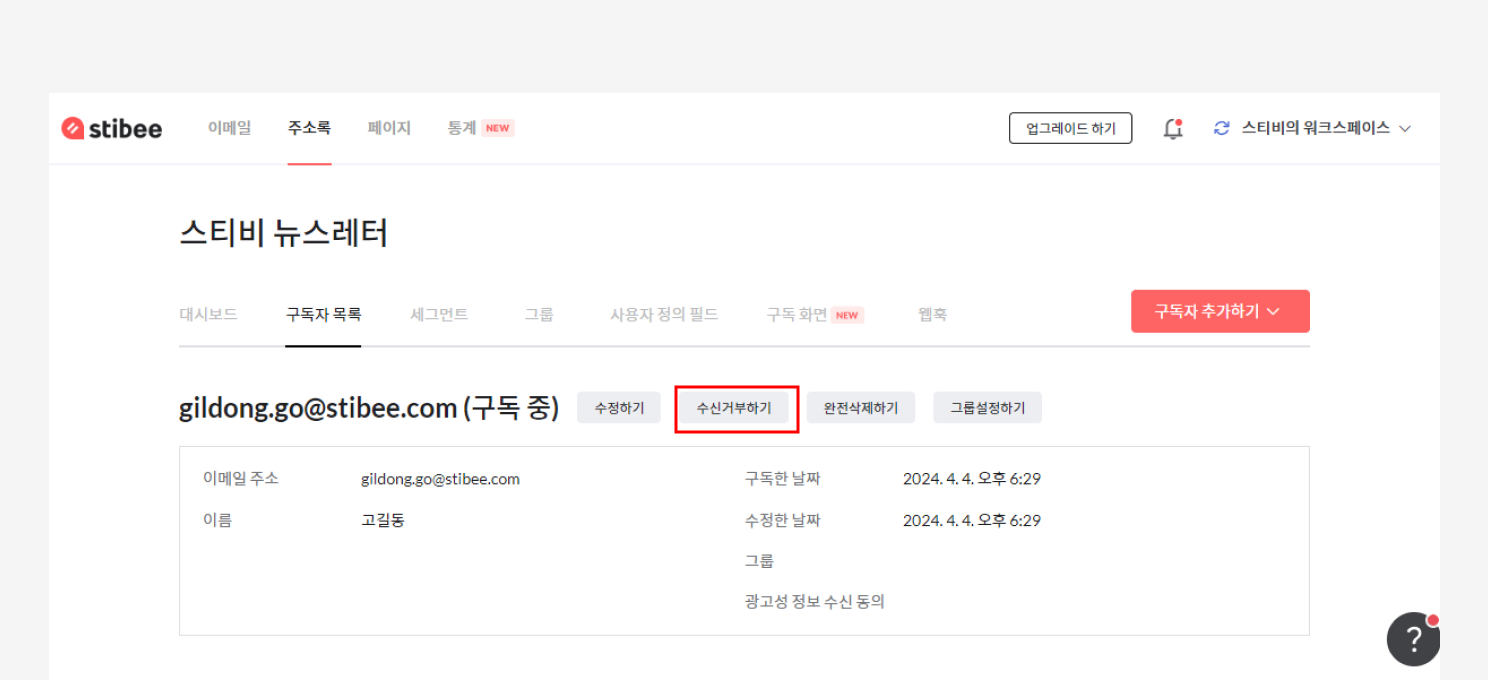 stibee 이메일 주소록 페이지 통계 NEW 업그레이드 하기 스티비의 워크스페이스
스티비 뉴스레터
대시보드 구독자 목록 세그먼트 그룹 사용자 정의 필드 구독 화면 NEW 웹훅 구독자 추가하기
gildong.go@stibee.com (구독 중) 수정하기 수신거부하기 완전삭제하기 그룹설정하기
이메일 주소 gildong.go@stibee.com 구독한 날짜 2024. 4. 4. 오후 6:29
이름 고길동 수정한 날짜 2024. 4. 4. 오후 6:29
그룹
광고성 정보 수신 동의
?